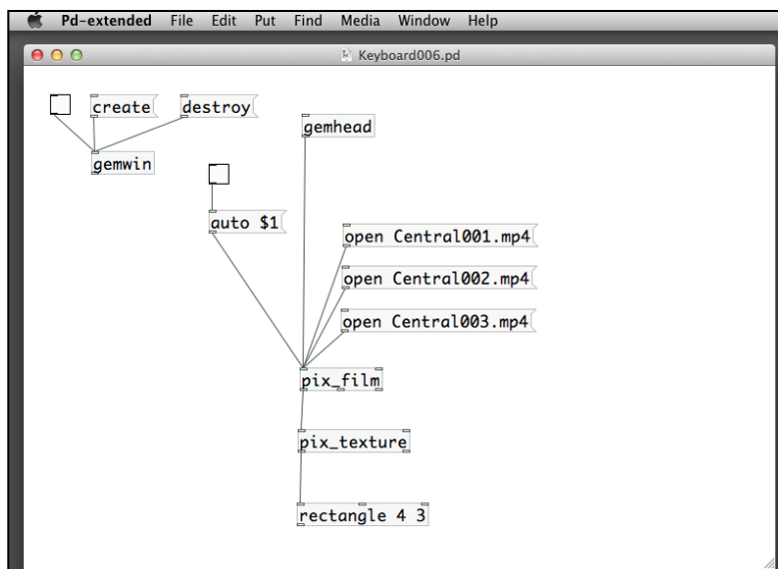 Pd-extended File Edit Put Find Media Window Help
Keyboard006.pd
create destroy
gemhead
gemwin
auto $1
open Central001.mp4
open Central002.mp4
open Central003.mp4
pix_film
pix_texture
rectangle 4 3